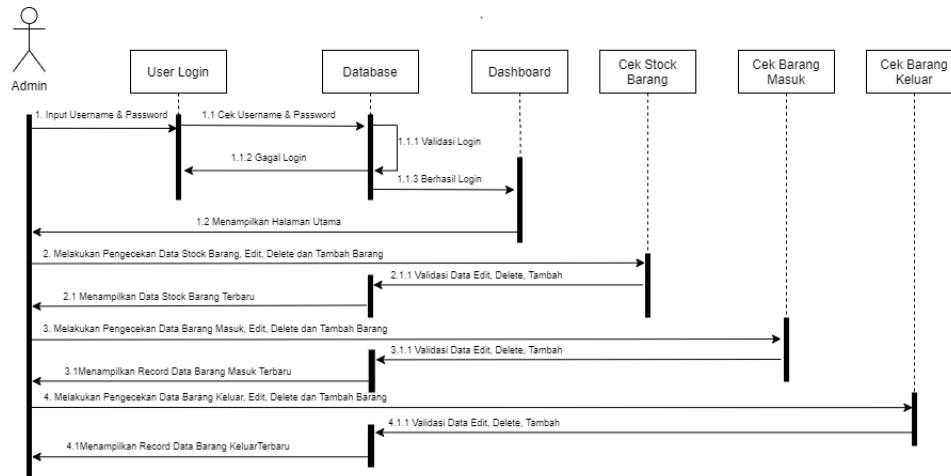 Admin
User Login
Database
Dashboard
Cek Stock
Barang
Cek Barang
Masuk
Cek Barang
Keluar
1. Input Username & Password
1.1 Cek Username & Password
1.1.1 Validasi Login
1.1.2 Gagal Login
1.1.3 Berhasil Login
1.2 Menampilkan Halaman Utama
2. Melakukan Pengecekan Data Stock Barang, Edit, Delete dan Tambah Barang
2.1.1 Validasi Data Edit, Delete, Tambah
2.1 Menampilkan Data Stock Barang Terbaru
3. Melakukan Pengecekan Data Barang Masuk, Edit, Delete dan Tambah Barang
3.1.1 Validasi Data Edit, Delete, Tambah
3.1Menampilkan Record Data Barang Masuk Terbaru
4. Melakukan Pengecekan Data Barang Keluar, Edit, Delete dan Tambah Barang
4.1.1 Validasi Data Edit, Delete, Tambah
4.1Menampilkan Record Data Barang KeluarTerbaru